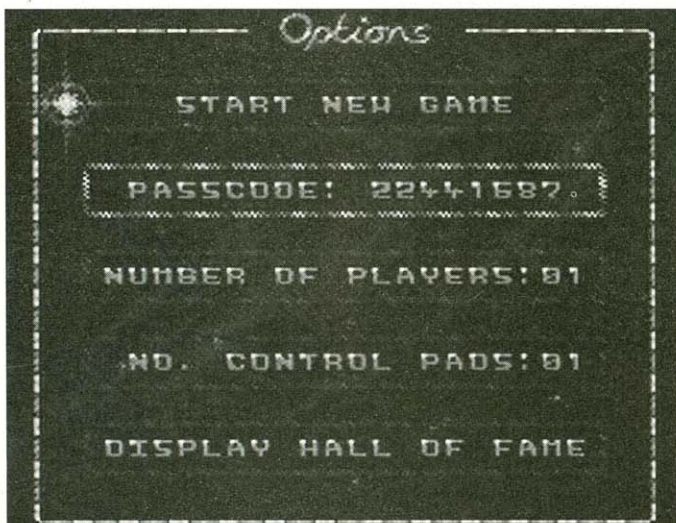 Options
START NEW GAME
PASSCODE: 22441687.
NUMBER OF PLAYERS:01
NO. CONTROL PADS:01
DISPLAY HALL OF FAME